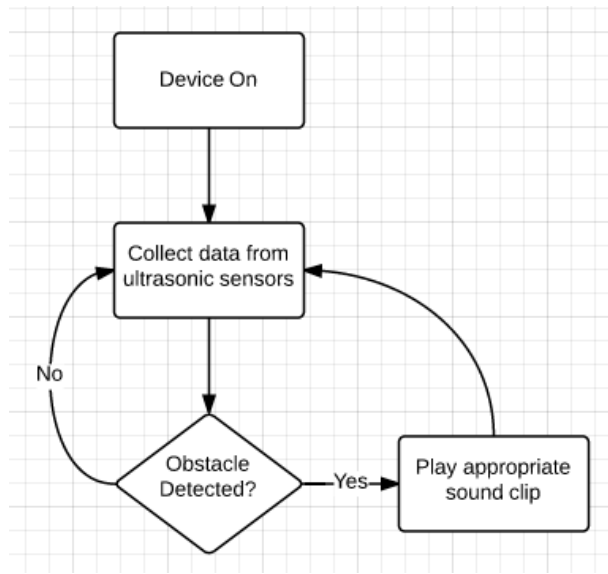 Device On
Collect data from
ultrasonic sensors
No
Obstacle
Detected?
Yes
Play appropriate
sound clip